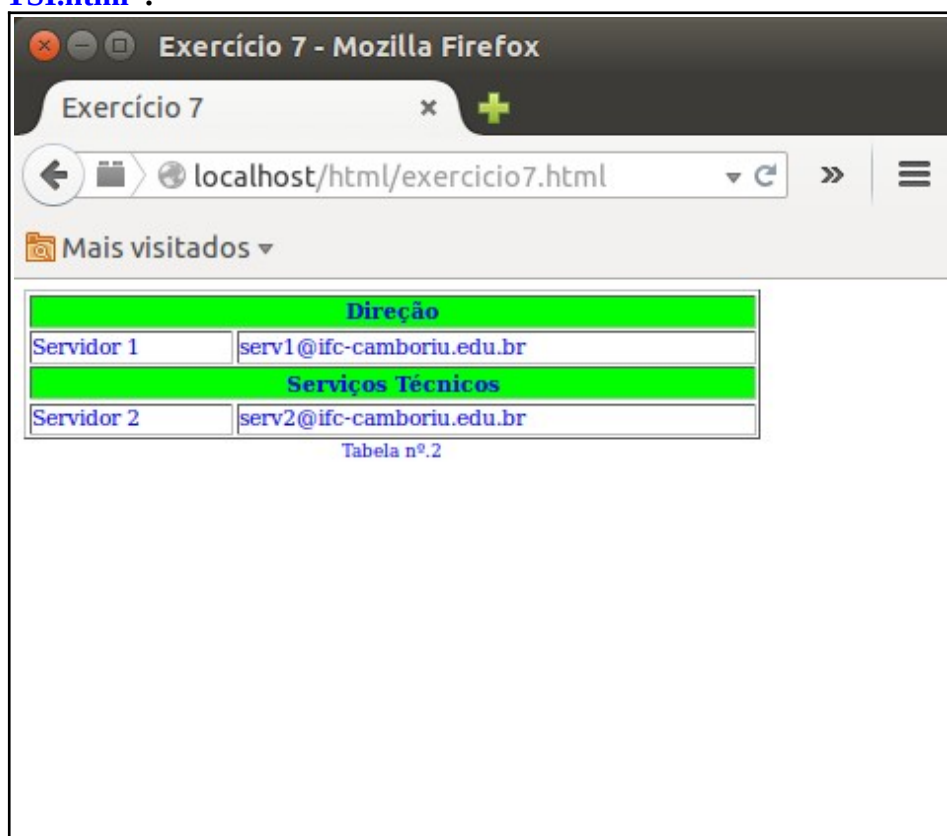 Exercício 7 - Mozilla Firefox
Exercício 7
localhost/html/exercicio7.html
Mais visitados
Direção
Servidor 1 serv1@ifc-camboriu.edu.br
Serviços Técnicos
Servidor 2 serv2@ifc-camboriu.edu.br
Tabela nº.2